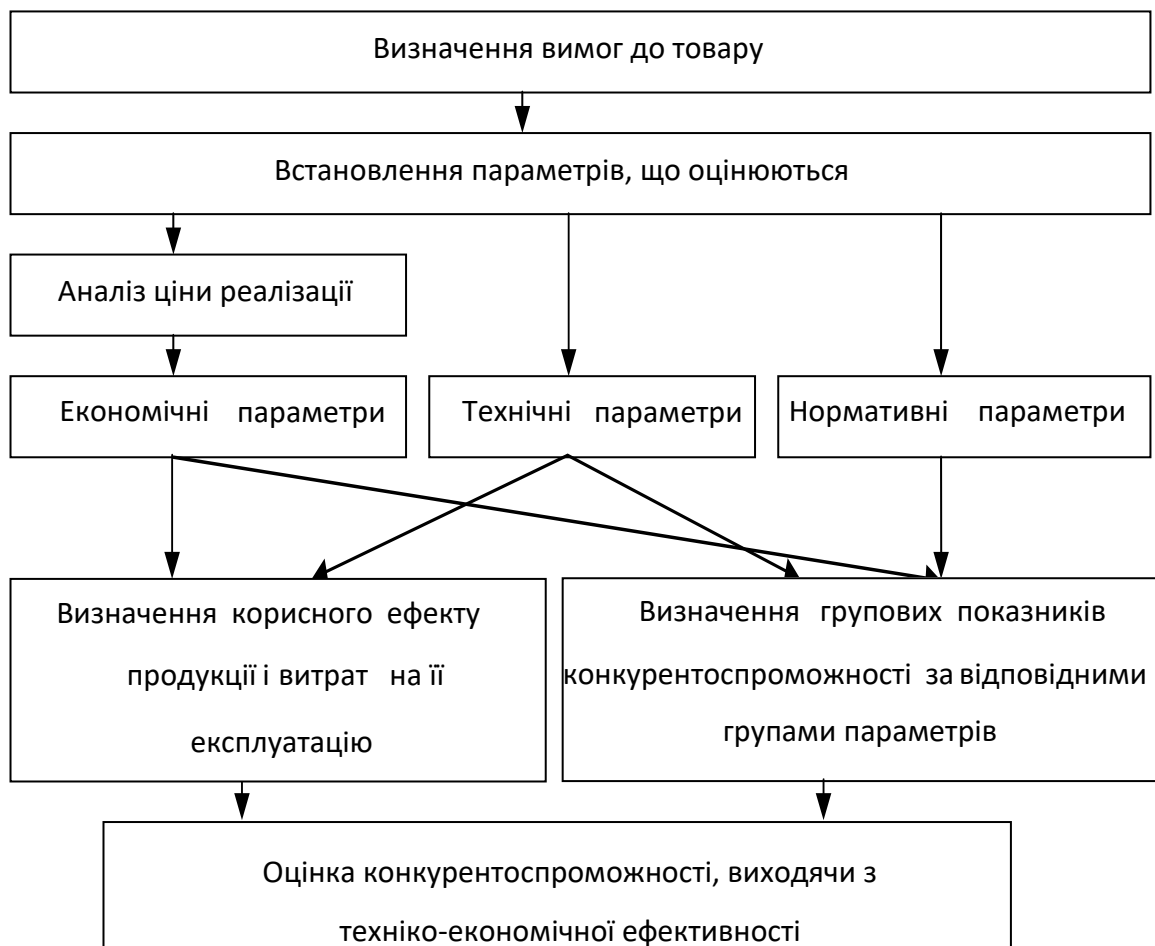 Визначення вимог до товару
Встановлення параметрів, що оцінюються
Аналіз ціни реалізації
Економічні параметри
Технічні параметри
Нормативні параметри
Визначення корисного ефекту
продукції і витрат на її
експлуатацію
Визначення групових показників
конкурентоспроможності за відповідними
групами параметрів
Оцінка конкурентоспроможності, виходячи з
техніко-економічної ефективності